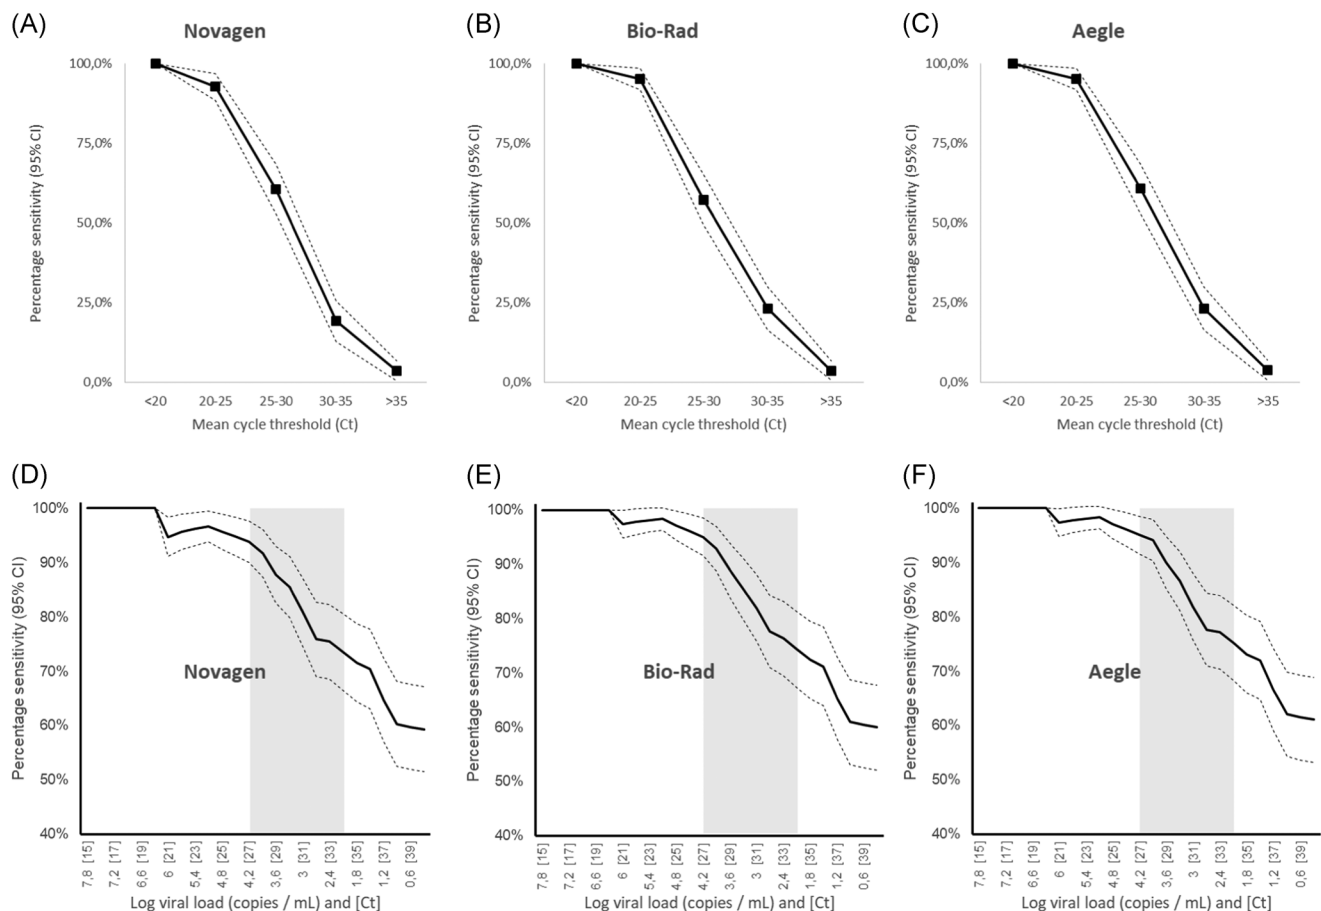 (A)
Novagen
Percentage sensitivity (95% CI)
100,0%
75,0%
50,0%
25,0%
0,0%
<20 20-25 25-30 30-35 >35
Mean cycle threshold (Ct)
(B)
Bio-Rad
Percentage sensitivity (95% CI)
100,0%
75,0%
50,0%
25,0%
0,0%
<20 20-25 25-30 30-35 >35
Mean cycle threshold (Ct)
(C)
Aegle
Percentage sensitivity (95% CI)
100,0%
75,0%
50,0%
25,0%
0,0%
<20 20-25 25-30 30-35 >35
Mean cycle threshold (Ct)
(D)
Percentage sensitivity (95% CI)
100%
90%
80%
70%
60%
50%
40%
Novagen
7,8 [15]
7,2 [17]
6,6 [19]
6 [21]
5,4 [23]
4,8 [25]
4,2 [27]
3,6 [29]
3 [31]
2,4 [33]
1,8 [35]
1,2 [37]
0,6 [39]
Log viral load (copies / mL) and [Ct]
(E)
Percentage sensitivity (95% CI)
100%
90%
80%
70%
60%
50%
40%
Bio-Rad
7,8 [15]
7,2 [17]
6,6 [19]
6 [21]
5,4 [23]
4,8 [25]
4,2 [27]
3,6 [29]
3 [31]
2,4 [33]
1,8 [35]
1,2 [37]
0,6 [39]
Log viral load (copies / mL) and [Ct]
(F)
Percentage sensitivity (95% CI)
100%
90%
80%
70%
60%
50%
40%
Aegle
7,8 [15]
7,2 [17]
6,6 [19]
6 [21]
5,4 [23]
4,8 [25]
4,2 [27]
3,6 [29]
3 [31]
2,4 [33]
1,8 [35]
1,2 [37]
0,6 [39]
Log viral load (copies / mL) and [Ct]